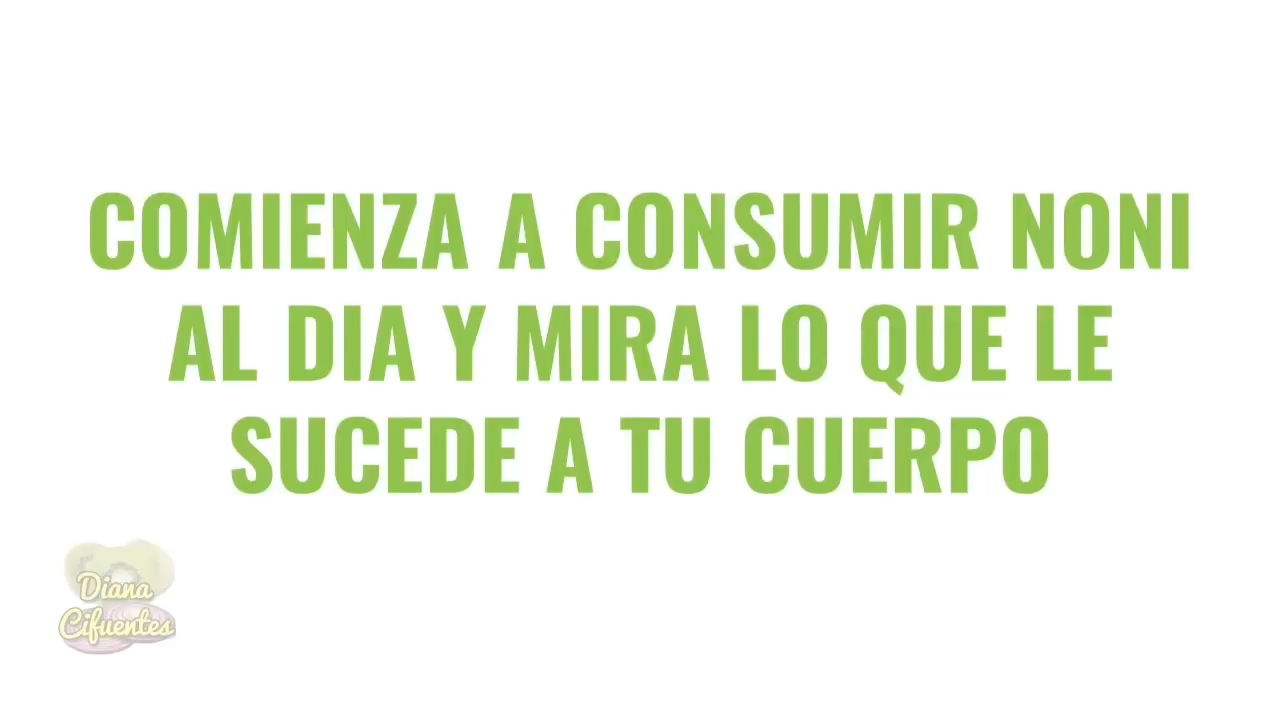 COMIENZA A CONSUMIR NONI
AL DIA Y MIRA LO QUE LE
SUCEDE A TU CUERPO
Diana
Cifuentes